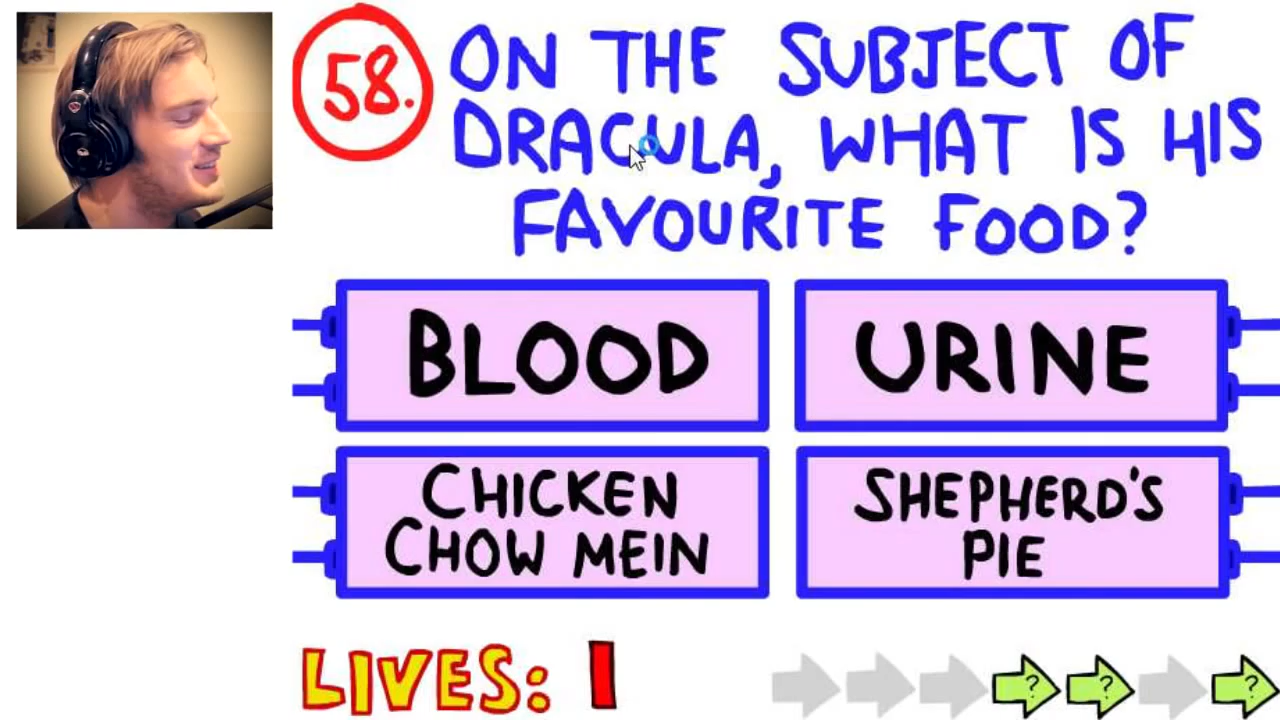 58.
ON THE SUBJECT OF
DRACULA, WHAT IS HIS
FAVOURITE FOOD?
BLOOD
URINE
CHICKEN
CHOW MEIN
SHEPHERD'S
PIE
LIVES: 1
? ? ?